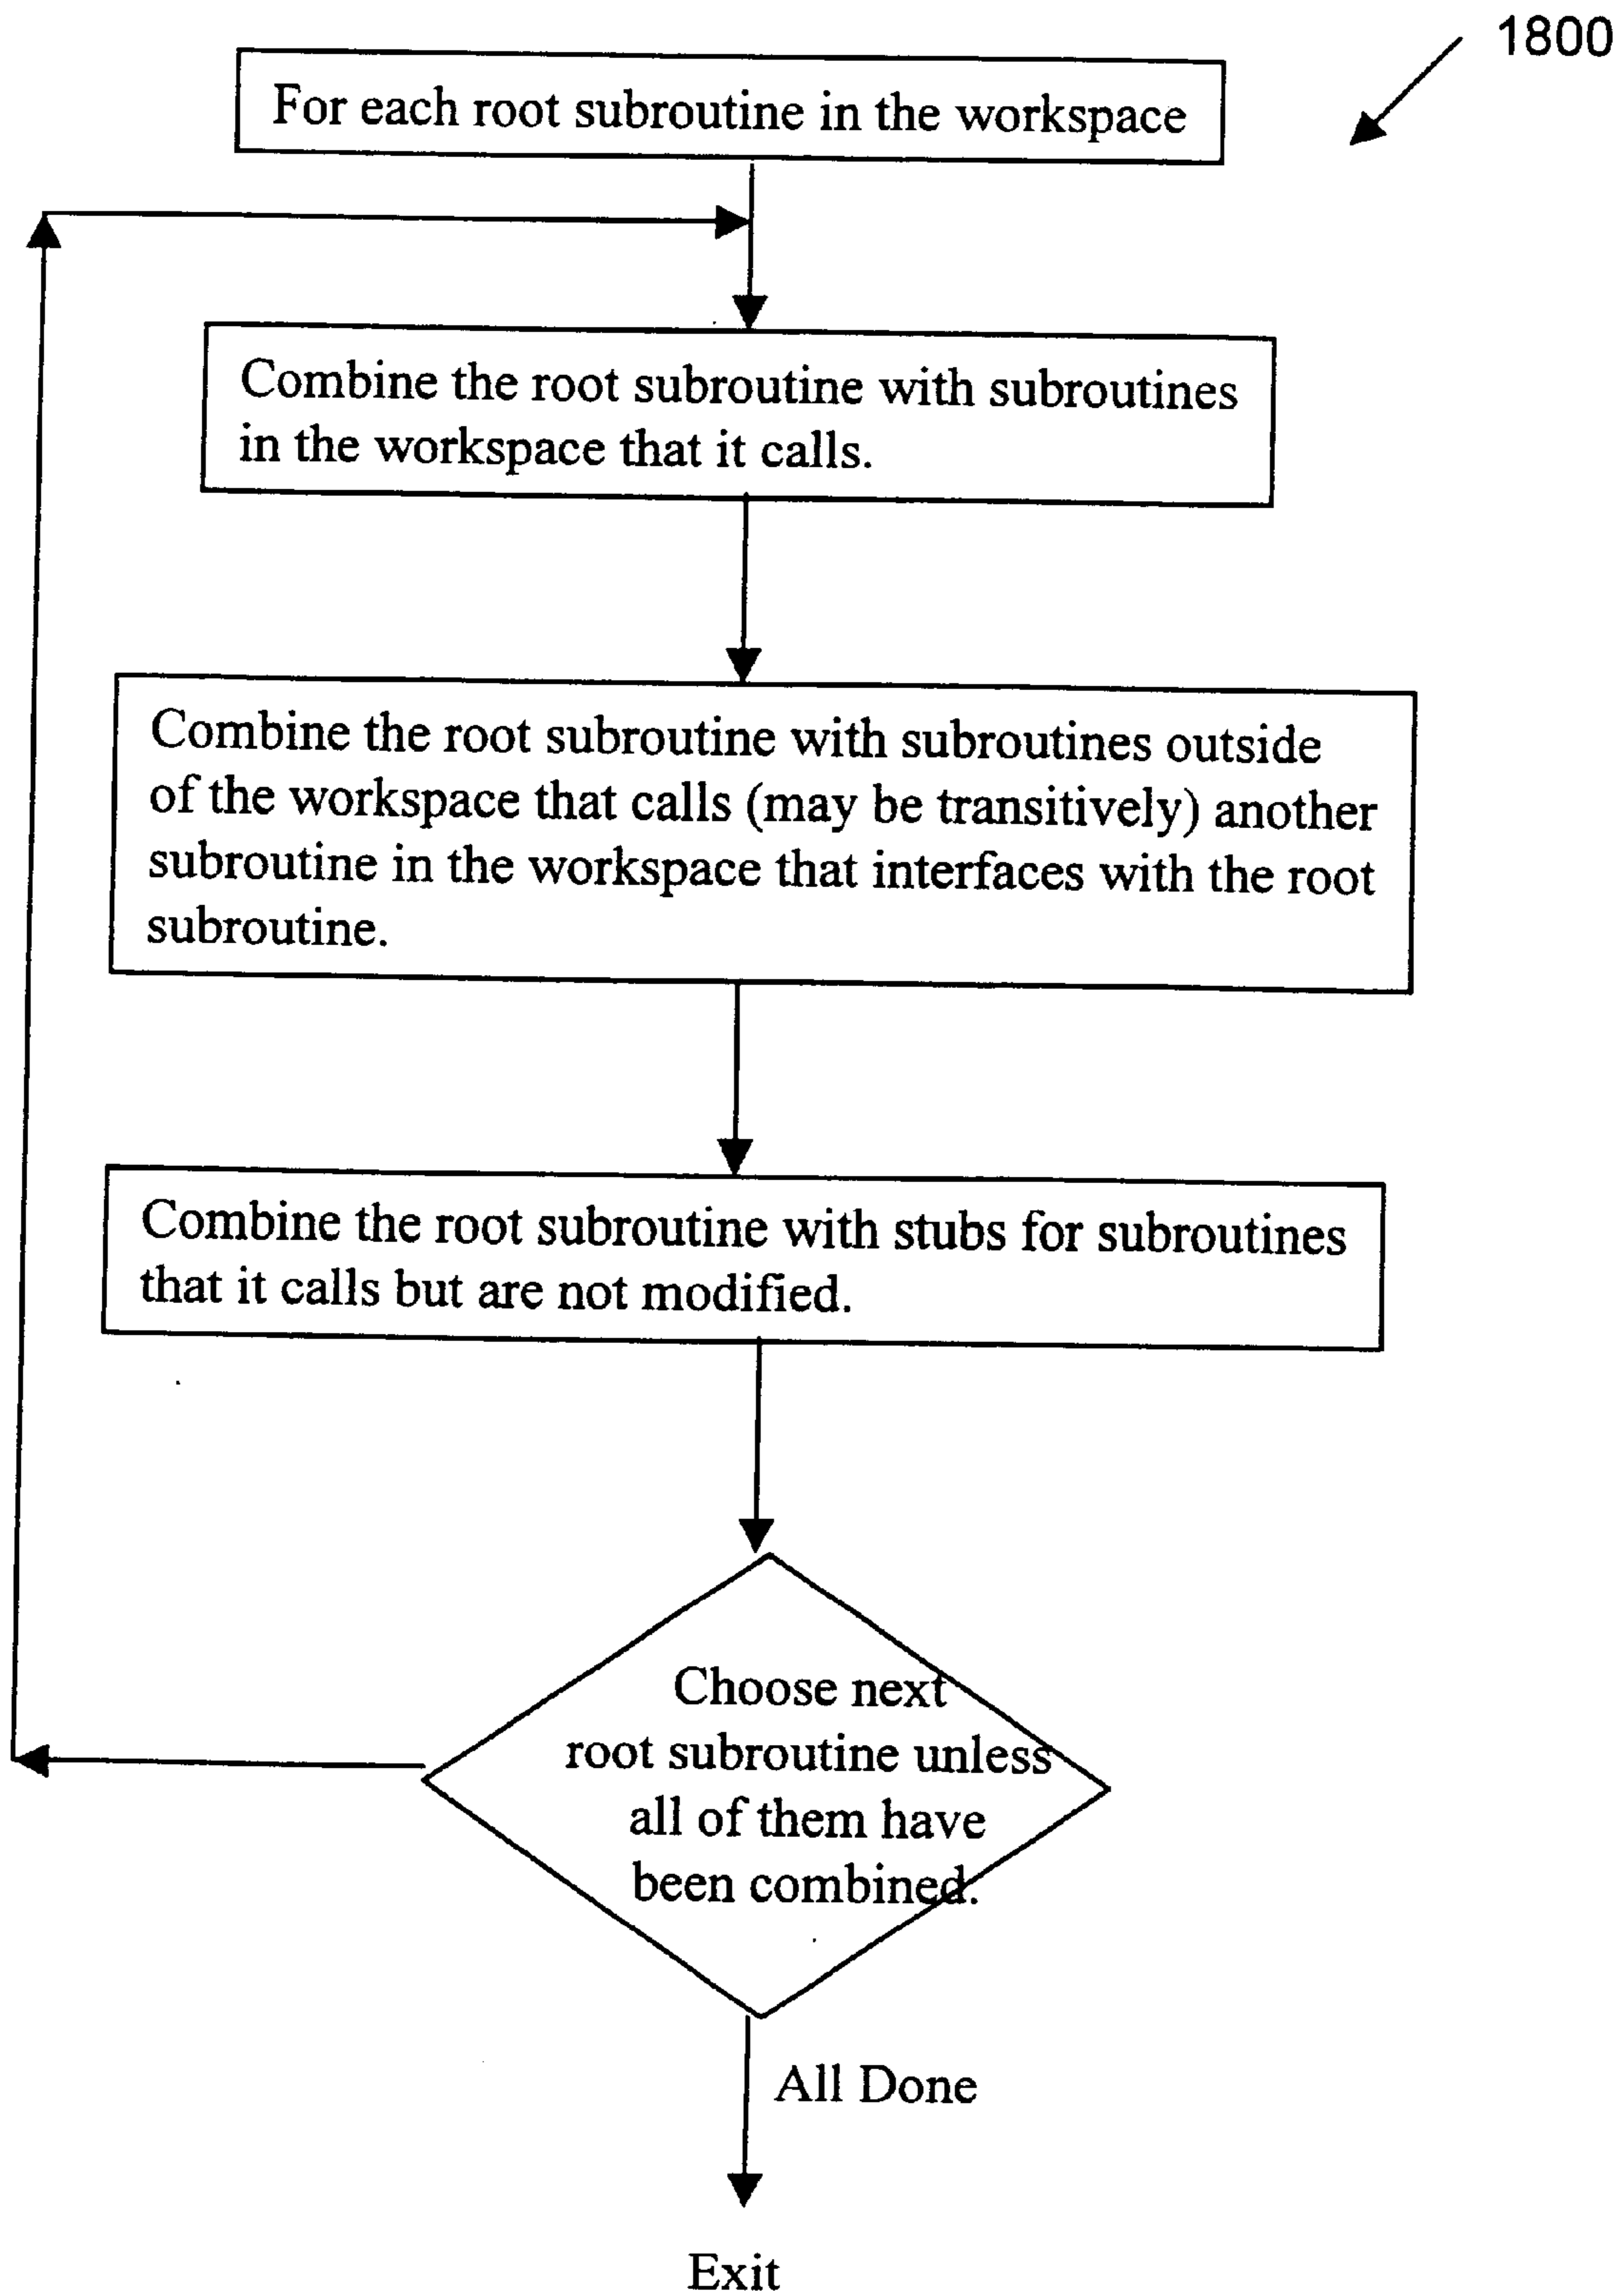 1800
For each root subroutine in the workspace
Combine the root subroutine with subroutines
in the workspace that it calls.
Combine the root subroutine with subroutines outside
of the workspace that calls (may be transitively) another
subroutine in the workspace that interfaces with the root
subroutine.
Combine the root subroutine with stubs for subroutines
that it calls but are not modified.
Choose next
root subroutine unless
all of them have
been combined.
All Done
Exit